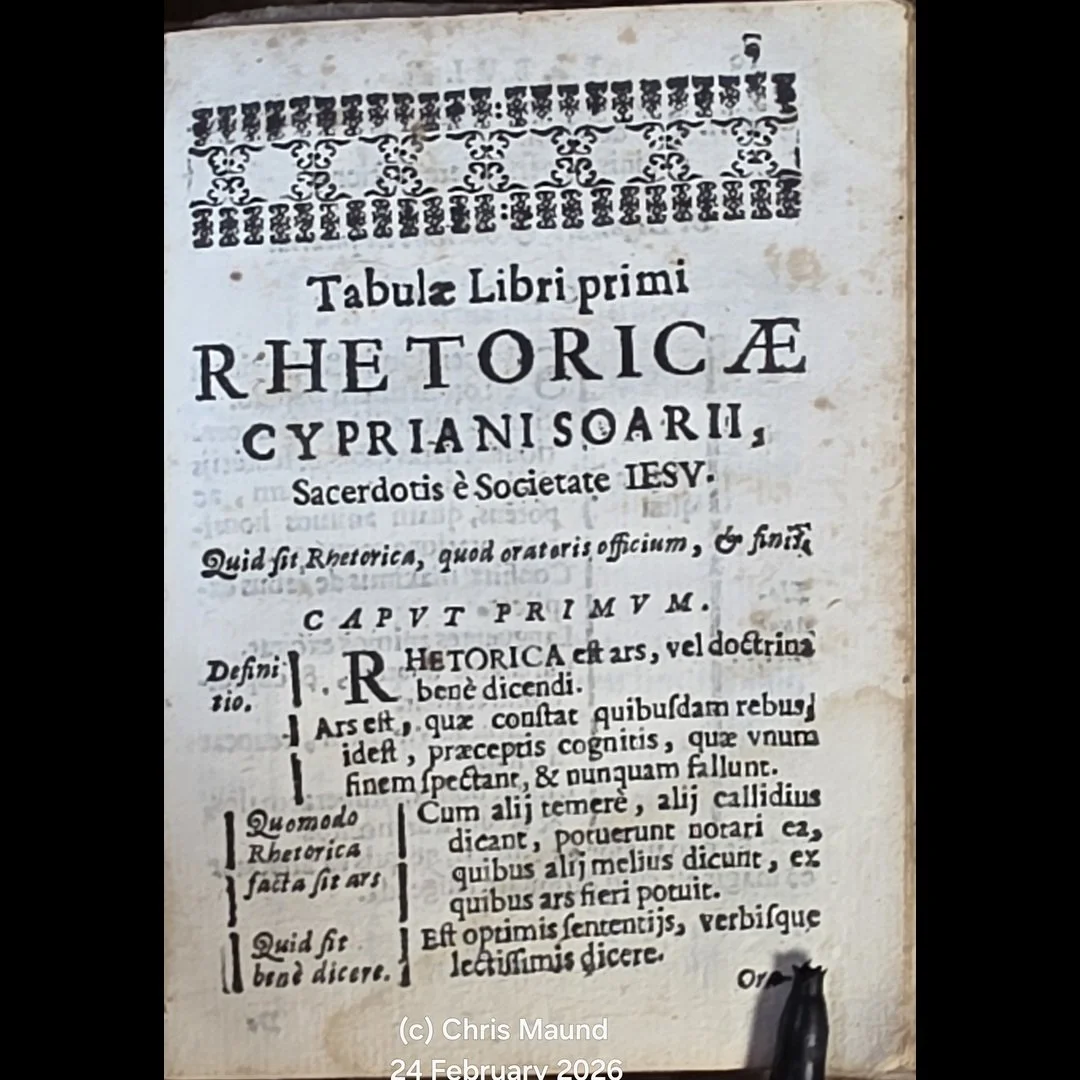 Tabulæ Libri primi
RHETORICÆ
CYPRIANI SOARII,
Sacerdotis è Societate IESV.
Quid ſit Rhetorica, quod oratoris officium, & finis.
CAPVT PRIMVM.
Defini
tio.
RHETORICA eſt ars, vel doctrina
benè dicendi.
Ars eſt, quæ conſtat quibuſdam rebus,
ideſt, præceptis cognitis, quæ vnum
finem ſpectant, & nunquam fallunt.
Quomodo
Rhetorica
facta ſit ars
Cum alij temerè, alij callidius
dicant, potuerunt notari ea,
quibus alij melius dicunt, ex
quibus ars fieri potuit.
Quid ſit
benè dicere.
Eſt optimis ſententijs, verbiſque
lectiſſimis dicere.
(c) Chris Maund
24 February 2026